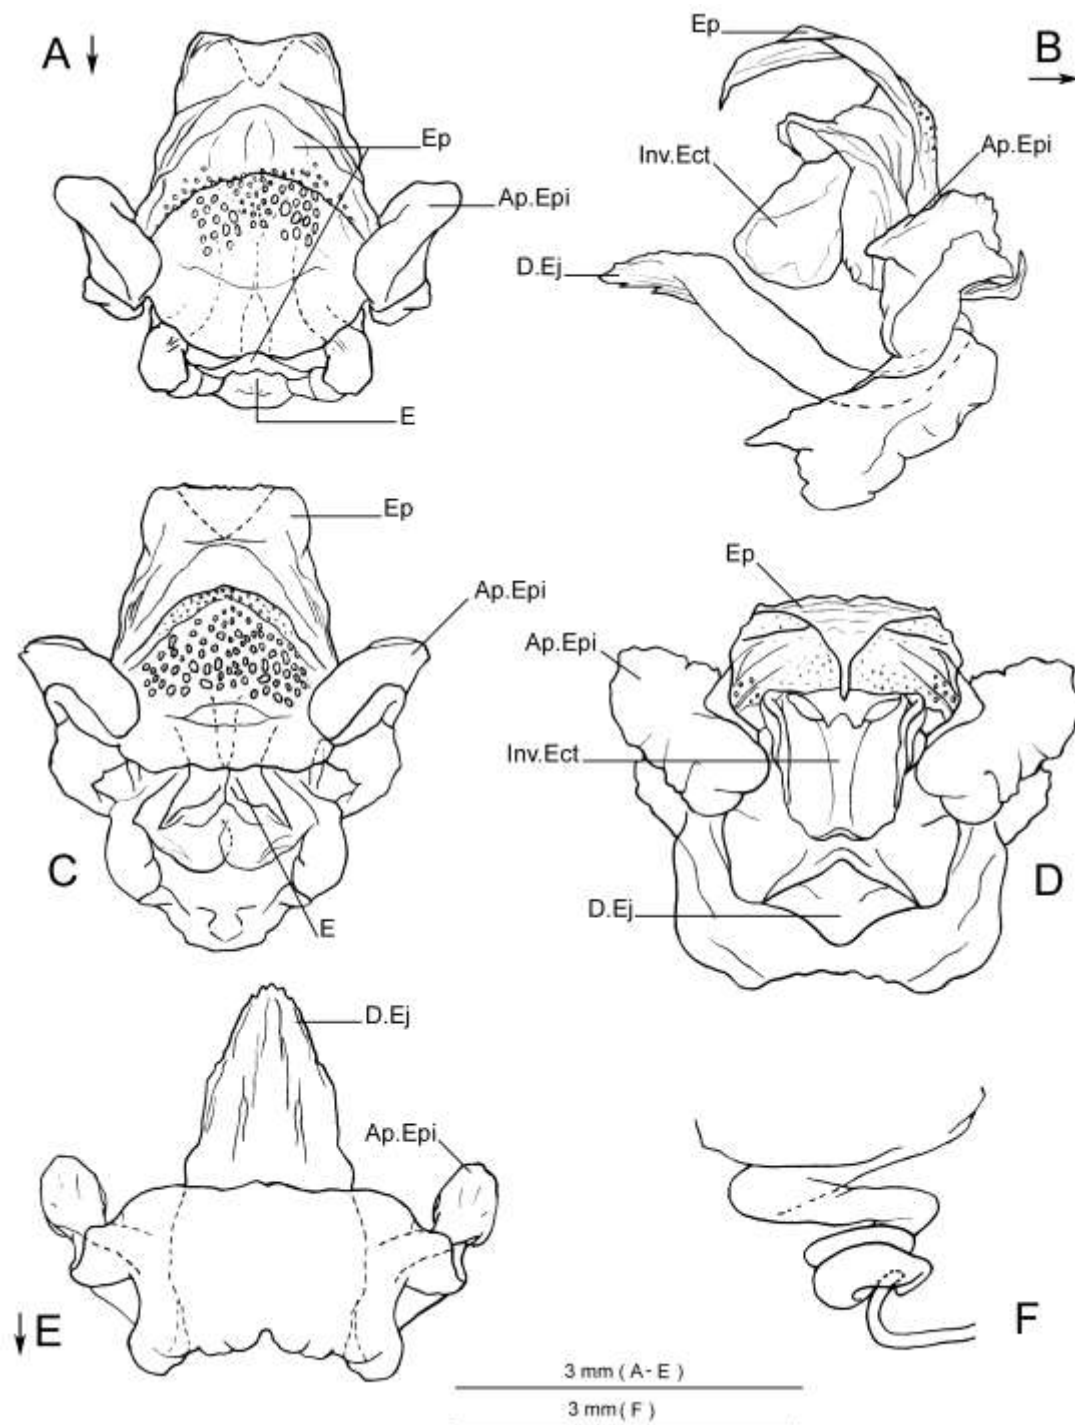 A
Ep
Ap.Epi
E
B
Ep
Inv.Ect
Ap.Epi
D.Ej
C
Ep
Ap.Epi
E
D
Ep
Ap.Epi
Inv.Ect
D.Ej
E
D.Ej
Ap.Epi
F
3 mm ( A - E )
3 mm ( F )